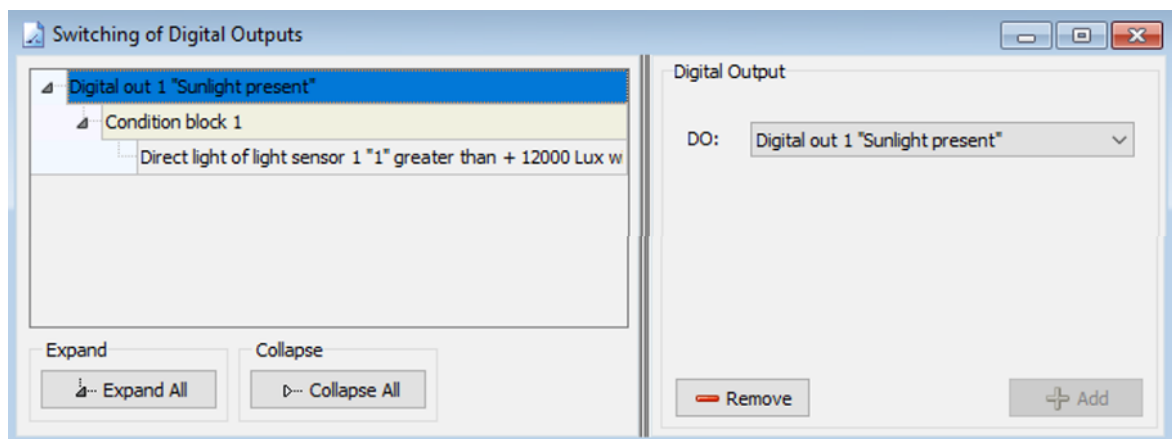 Switching of Digital Outputs
Digital out 1 "Sunlight present"
Condition block 1
Direct light of light sensor 1 "1" greater than + 12000 Lux w
Expand
Expand All
Collapse
Collapse All
Digital Output
DO: Digital out 1 "Sunlight present"
Remove
Add